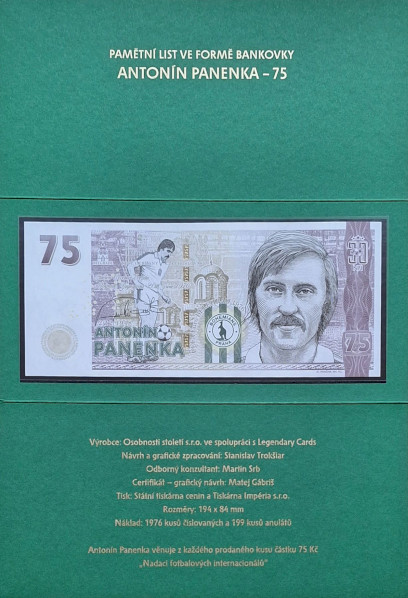 PAMĚTNÍ LIST VE FORMĚ BANKOVKY
ANTONÍN PANENKA – 75
75
ANTONÍN
PANENKA
BOHEMIANS
PRAHA
75
Výrobce: Osobnosti století s.r.o. ve spolupráci s Legendary Cards
Návrh a grafické zpracování: Stanislav Trokšiar
Odborný konzultant: Martin Srb
Certifikát – grafický návrh: Matej Gábriš
Tisk: Státní tiskárna cenin a Tiskárna Impéria s.r.o.
Rozměry: 194 x 84 mm
Náklad: 1976 kusů číslovaných a 199 kusů anulátů
Antonín Panenka věnuje z každého prodaného kusu částku 75 Kč
„Nadaci fotbalových internacionálů"